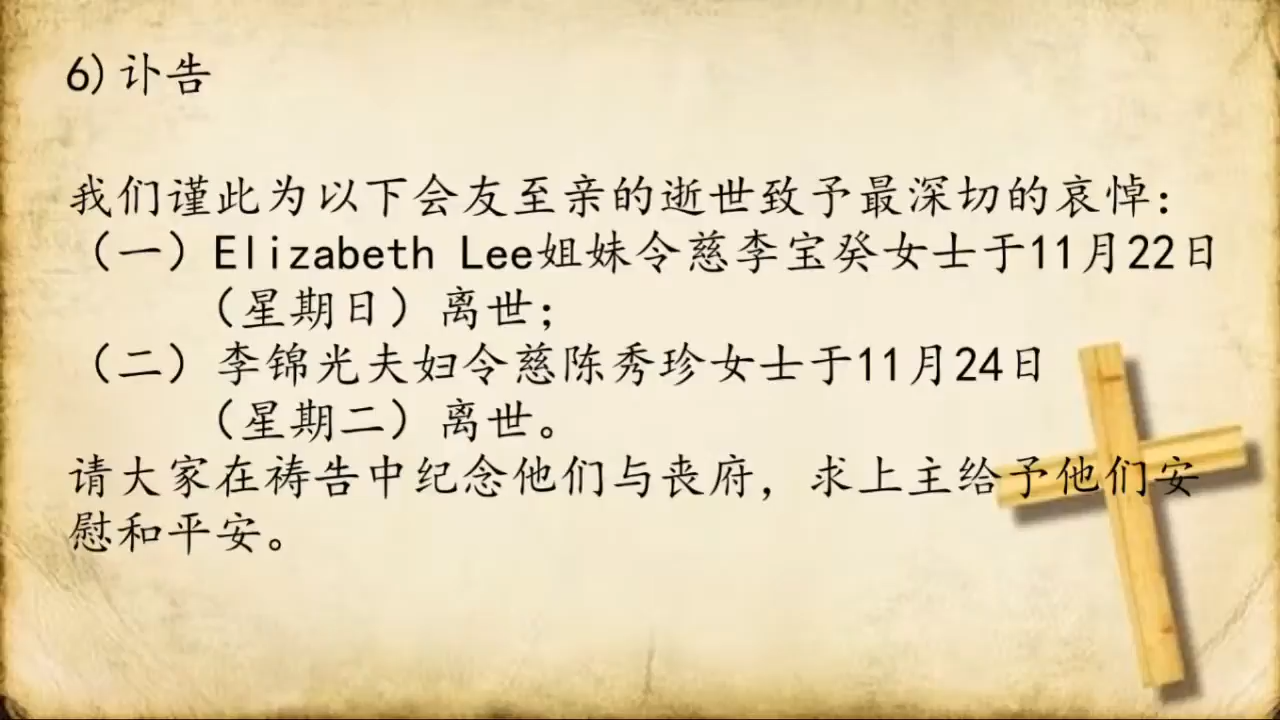 6)讣告
我们谨此为以下会友至亲的逝世致予最深切的哀悼：
（一）Elizabeth Lee姐妹令慈李宝癸女士于11月22日
（星期日）离世；
（二）李锦光夫妇令慈陈秀珍女士于11月24日
（星期二）离世。
请大家在祷告中纪念他们与丧府，求上主给予他们安
慰和平安。